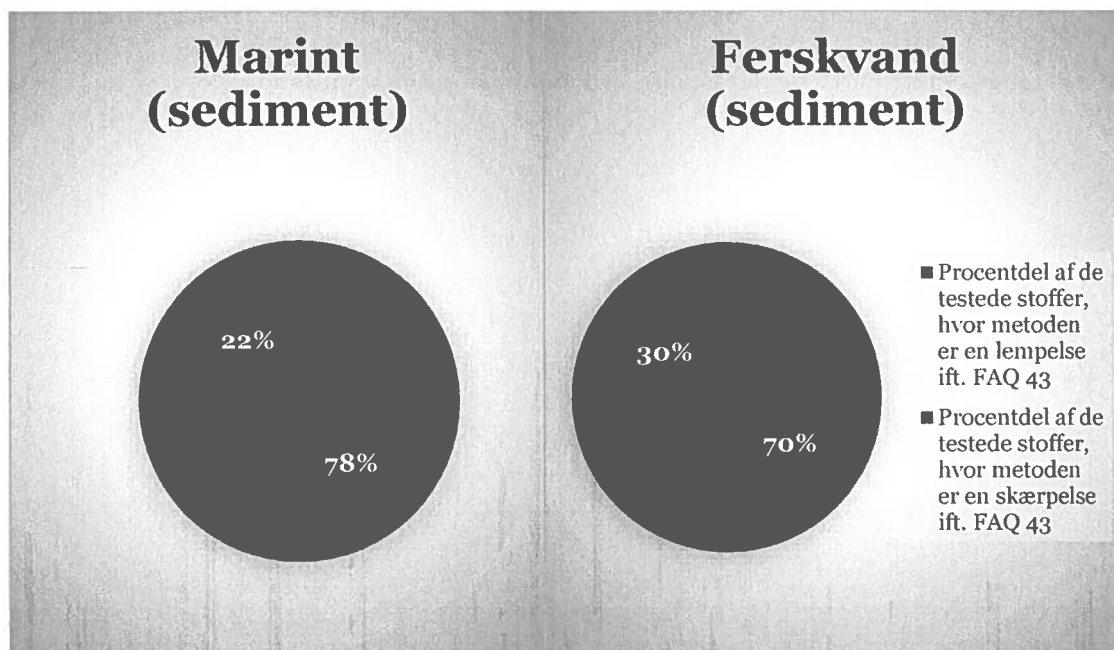 Marint
(sediment)
22%
78%
Ferskvand
(sediment)
30%
70%
Procentdel af de
testede stoffer,
hvor metoden
er en lempelse
ift. FAQ 43
Procentdel af de
testede stoffer,
hvor metoden
er en skærpelse
ift. FAQ 43